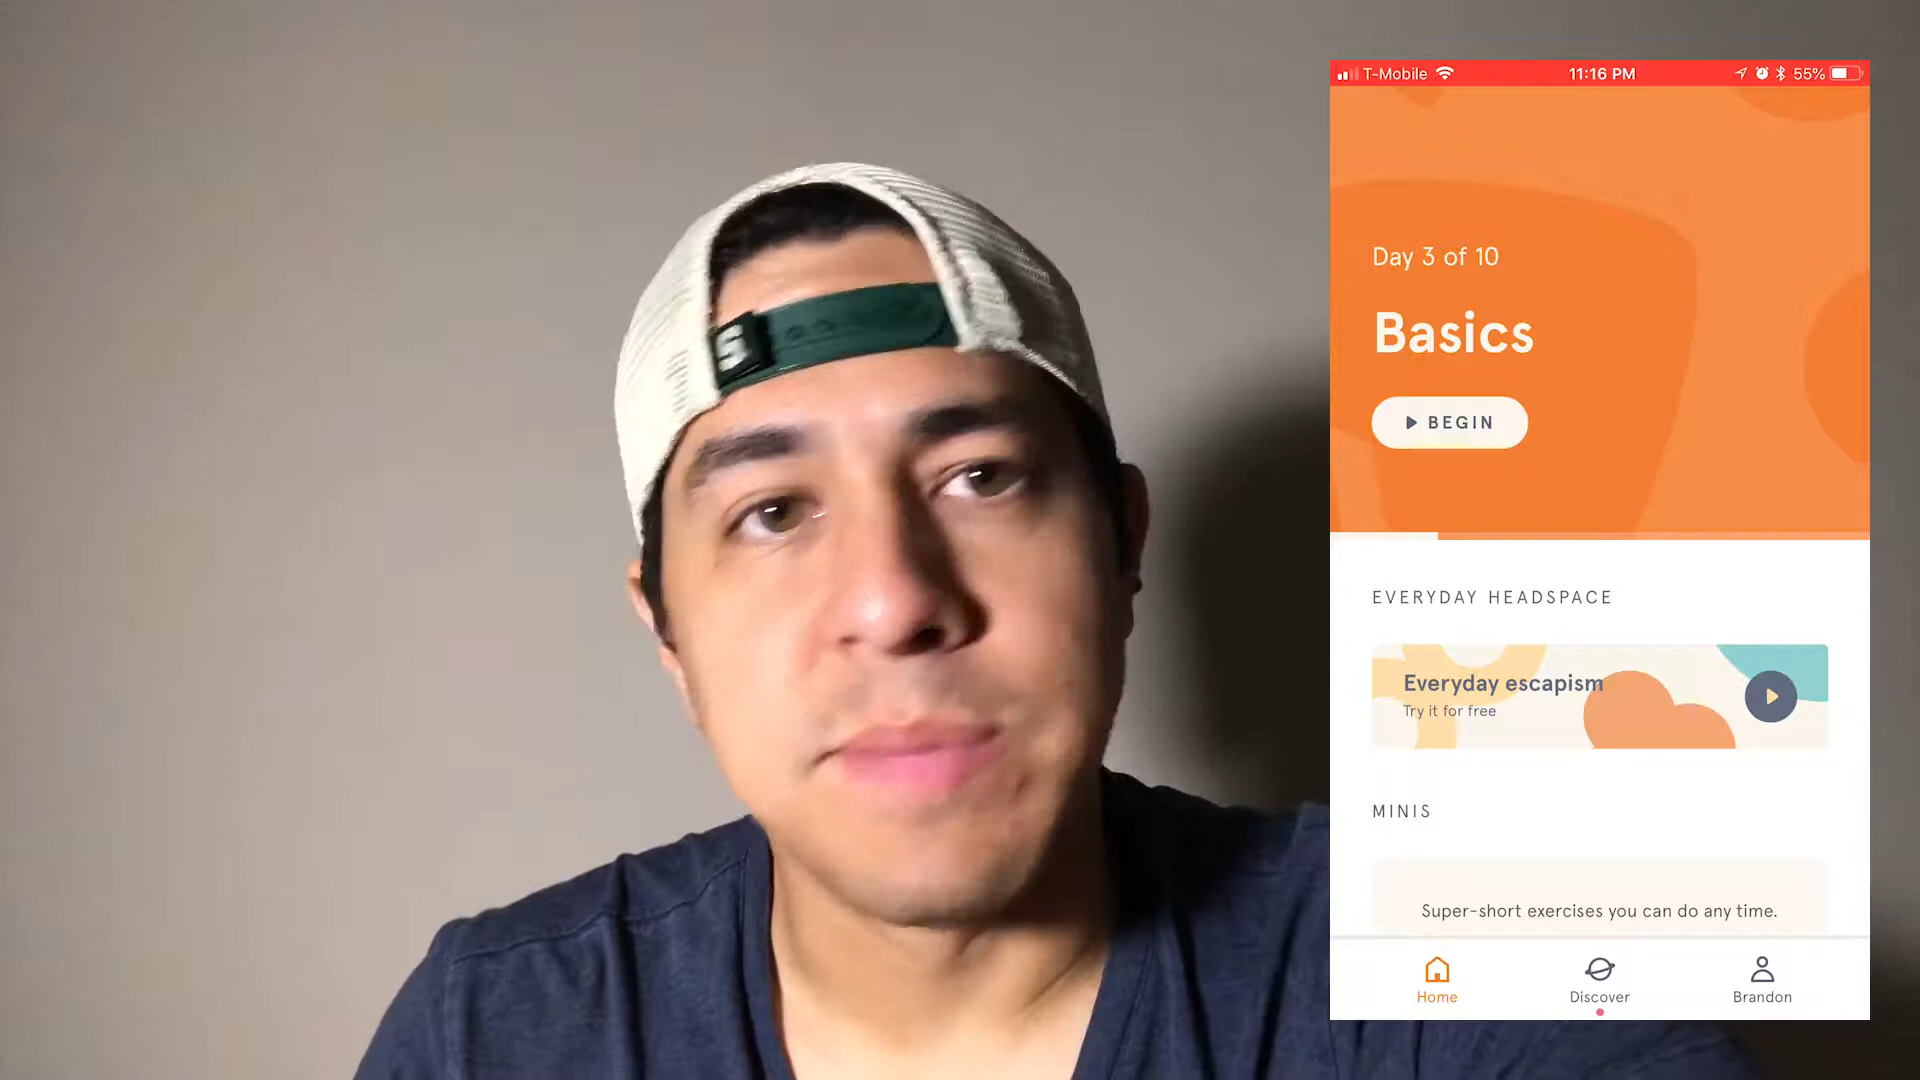 S
T-Mobile 11:16 PM 55%
Day 3 of 10
Basics
BEGIN
EVERYDAY HEADSPACE
Everyday escapism
Try it for free
MINIS
Super-short exercises you can do any time.
Home Discover Brandon